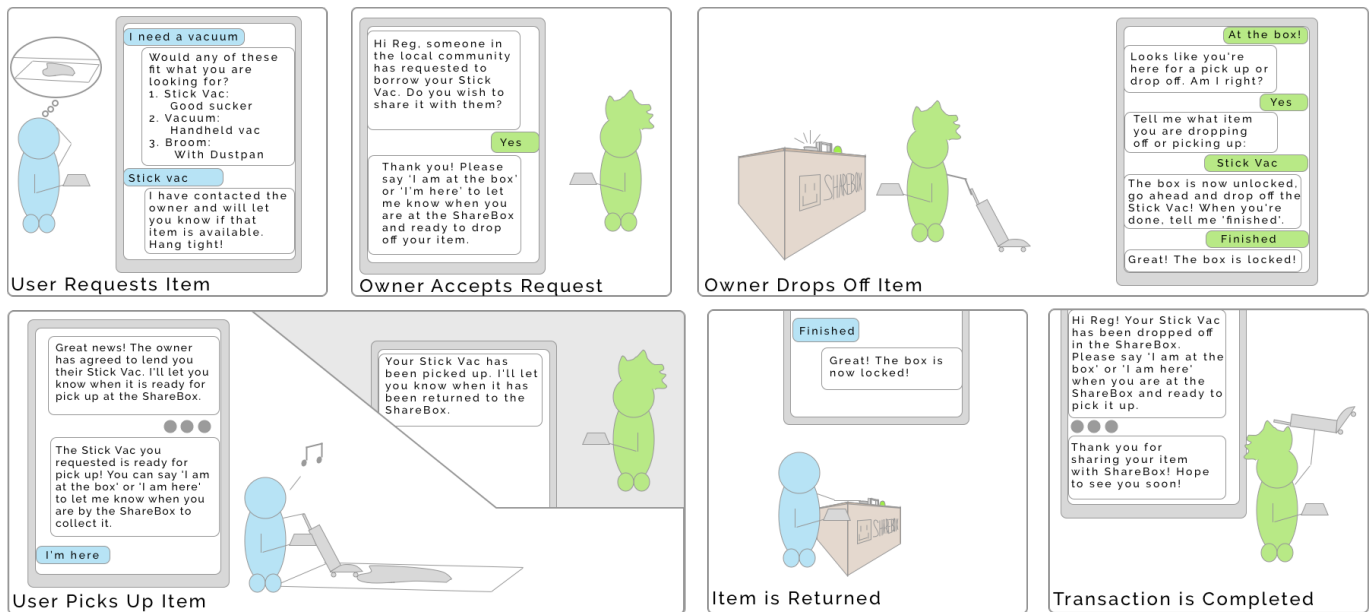 I need a vacuum
Would any of these
fit what you are
looking for?
1. Stick Vac:
Good sucker
2. Vacuum:
Handheld vac
3. Broom:
With Dustpan
Stick vac
I have contacted the
owner and will let
you know if that
item is available.
Hang tight!
User Requests Item
Hi Reg, someone in
the local community
has requested to
borrow your Stick
Vac. Do you wish to
share it with them?
Yes
Thank you! Please
say 'I am at the box'
or 'I'm here' to let
me know when you
are at the ShareBox
and ready to drop
off your item.
Owner Accepts Request
SHAREBOX
At the box!
Looks like you're
here for a pick up or
drop off. Am I right?
Yes
Tell me what item
you are dropping
off or picking up:
Stick Vac
The box is now unlocked,
go ahead and drop off the
Stick Vac! When you're
done, tell me 'finished'.
Finished
Great! The box is locked!
Owner Drops Off Item
Great news! The owner
has agreed to lend you
their Stick Vac. I'll let you
know when it is ready for
pick up at the ShareBox.
The Stick Vac you
requested is ready for
pick up! You can say 'I am
at the box' or 'I am here'
to let me know when you
are by the ShareBox to
collect it.
I'm here
Your Stick Vac has
been picked up. I'll let
you know when it has
been returned to the
ShareBox.
User Picks Up Item
Finished
Great! The box is
now locked!
SHAREBOX
Item is Returned
Hi Reg! Your Stick Vac
has been dropped off
in the ShareBox.
Please say 'I am at the
box' or 'I am here'
when you are at the
ShareBox and ready to
pick it up.
Thank you for
sharing your item
with ShareBox! Hope
to see you soon!
Transaction is Completed